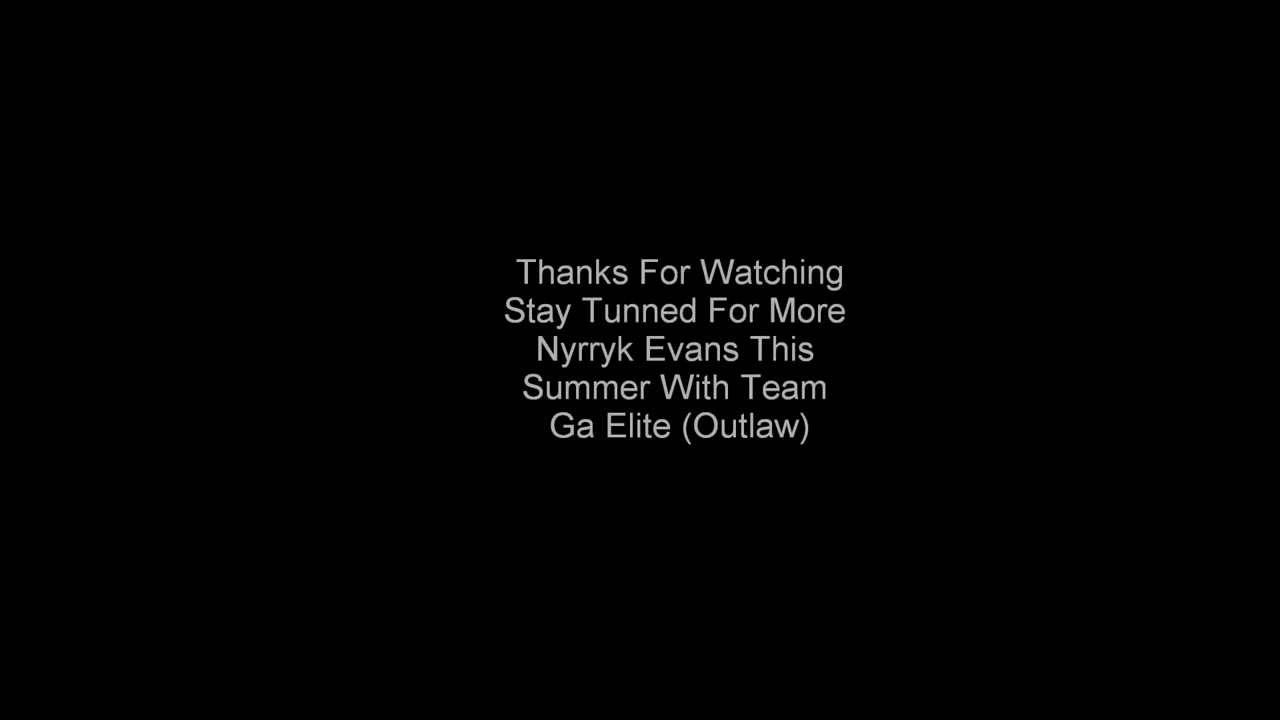 Thanks For Watching
Stay Tunned For More
Nyrryk Evans This
Summer With Team
Ga Elite (Outlaw)